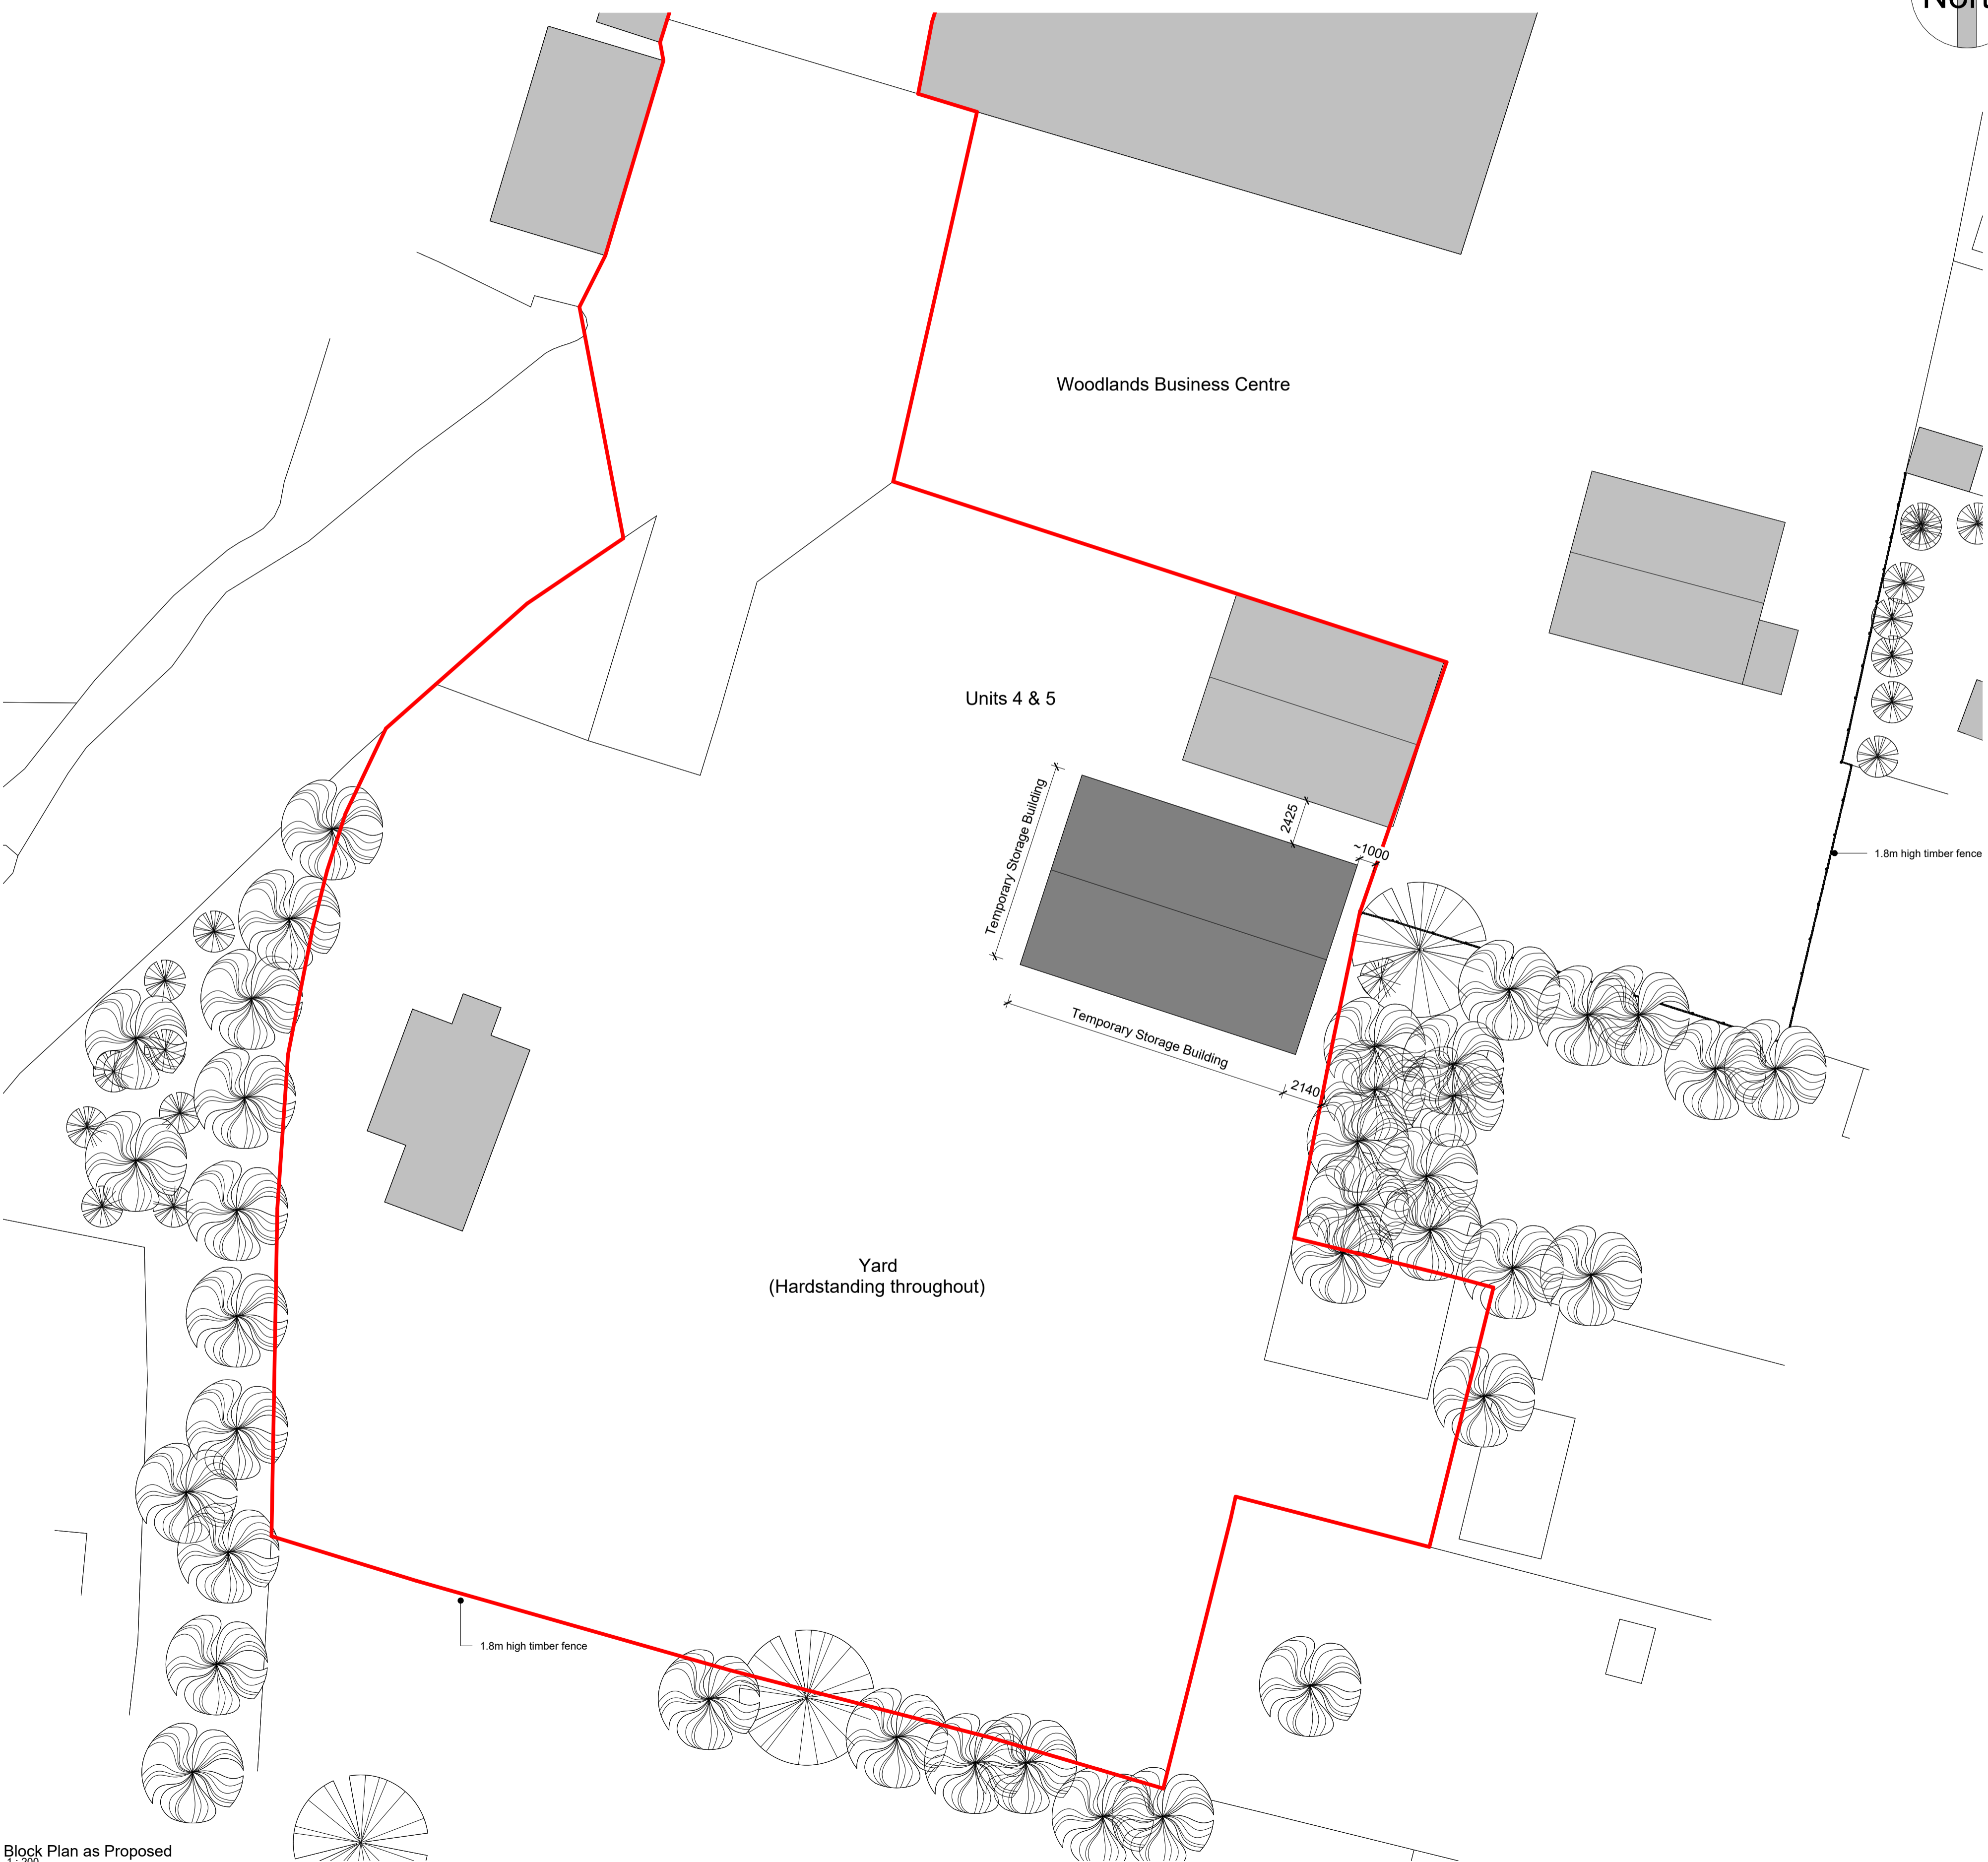 Woodlands Business Centre
Units 4 & 5
Temporary Storage Building
2425
~1000
1.8m high timber fence
Temporary Storage Building
2140
Yard
(Hardstanding throughout)
1.8m high timber fence
Block Plan as Proposed